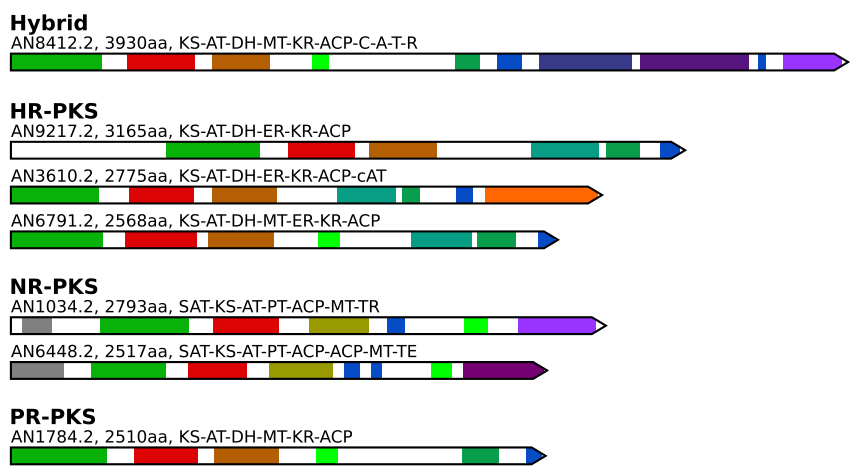 Hybrid
AN8412.2, 3930aa, KS-AT-DH-MT-KR-ACP-C-A-T-R
HR-PKS
AN9217.2, 3165aa, KS-AT-DH-ER-KR-ACP
AN3610.2, 2775aa, KS-AT-DH-ER-KR-ACP-cAT
AN6791.2, 2568aa, KS-AT-DH-MT-ER-KR-ACP
NR-PKS
AN1034.2, 2793aa, SAT-KS-AT-PT-ACP-MT-TR
AN6448.2, 2517aa, SAT-KS-AT-PT-ACP-ACP-MT-TE
PR-PKS
AN1784.2, 2510aa, KS-AT-DH-MT-KR-ACP